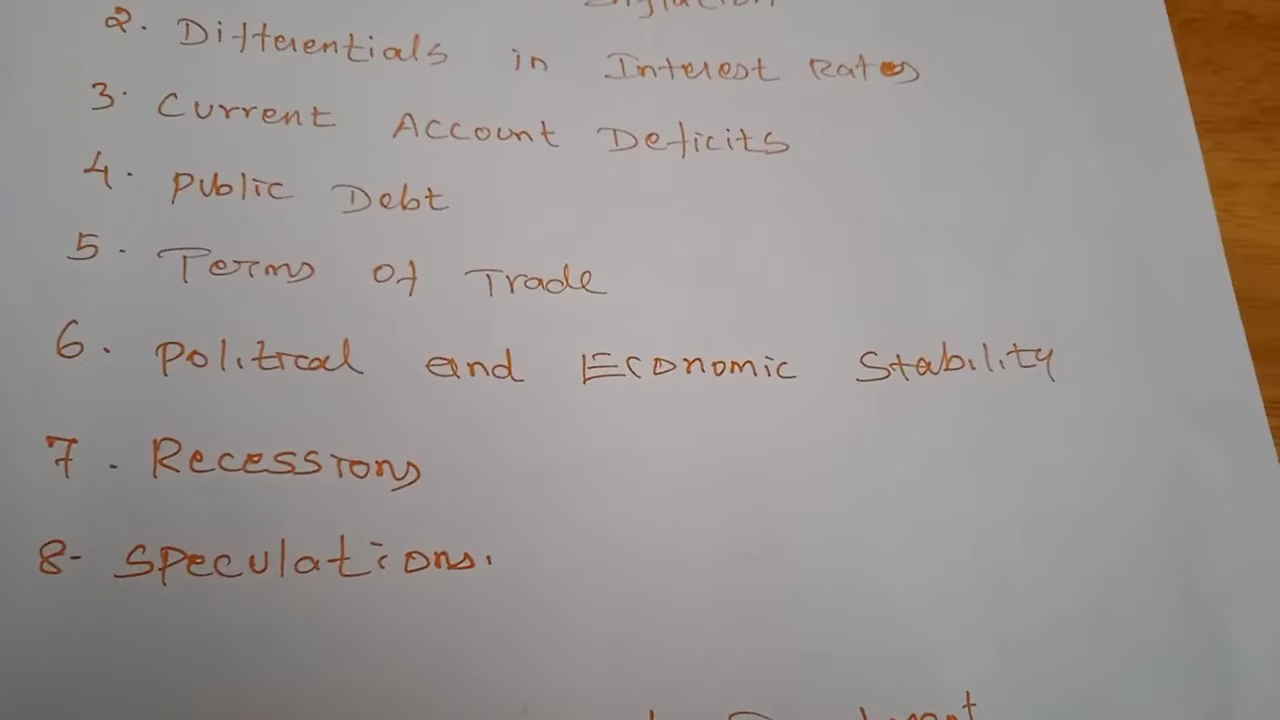 Inflation
2. Differentials in Interest Rates
3. Current Account Deficits
4. Public Debt
5. Terms of Trade
6. Political and Economic Stability
7. Recessions
8- Speculations.